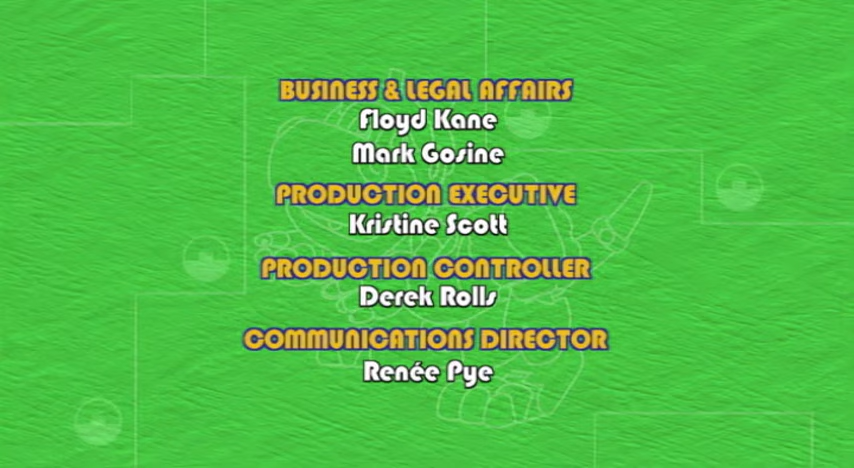 BUSINESS & LEGAL AFFAIRS
Floyd Kane
Mark Gosine
PRODUCTION EXECUTIVE
Kristine Scott
PRODUCTION CONTROLLER
Derek Rolls
COMMUNICATIONS DIRECTOR
Renée Pye